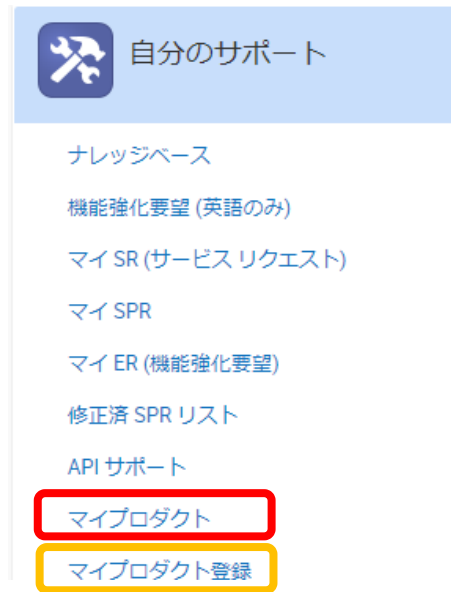 自分のサポート
ナレッジベース
機能強化要望 (英語のみ)
マイ SR (サービス リクエスト)
マイ SPR
マイ ER (機能強化要望)
修正済 SPR リスト
API サポート
マイプロダクト
マイプロダクト登録